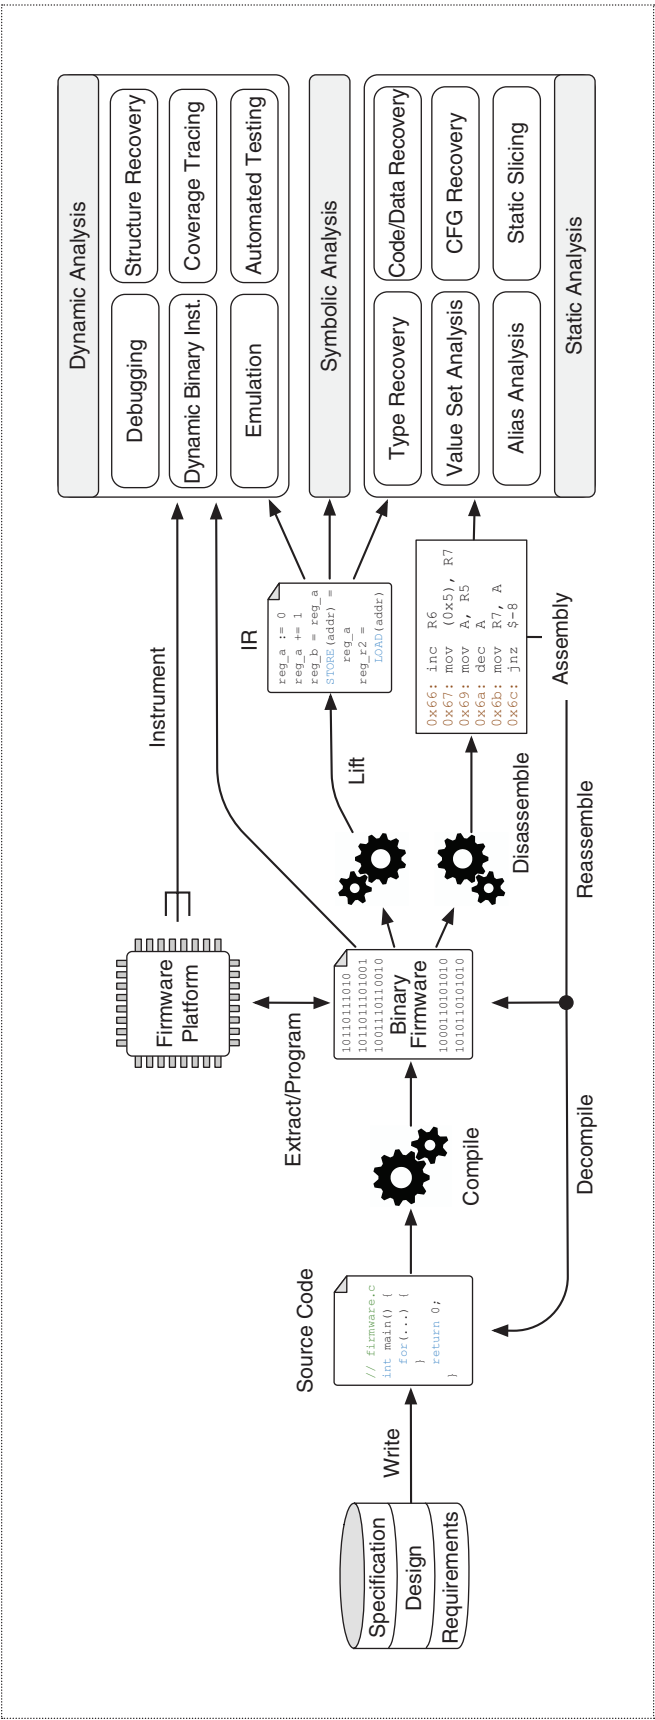 Specification
Design
Requirements
Write
Source Code
// firmware.c
int main() {
for(...) {
}
return 0;
}
Compile
Extract/Program
Firmware
Platform
10110111010
1011011101001
1001110110010
Binary
Firmware
1000110101010
1010110101010
Instrument
Lift
Disassemble
Decompile
Reassemble
IR
reg_a := 0
reg_a += 1
reg_b = reg_a
STORE(addr) =
reg_a
reg_r2 =
LOAD(addr)
0x66: inc R6
0x67: mov (0x5), R7
0x69: mov A, R5
0x6a: dec A
0x6b: mov R7, A
0x6c: jnz $-8
Assembly
Dynamic Analysis
Debugging
Structure Recovery
Dynamic Binary Inst.
Coverage Tracing
Emulation
Automated Testing
Symbolic Analysis
Type Recovery
Code/Data Recovery
Value Set Analysis
CFG Recovery
Alias Analysis
Static Slicing
Static Analysis